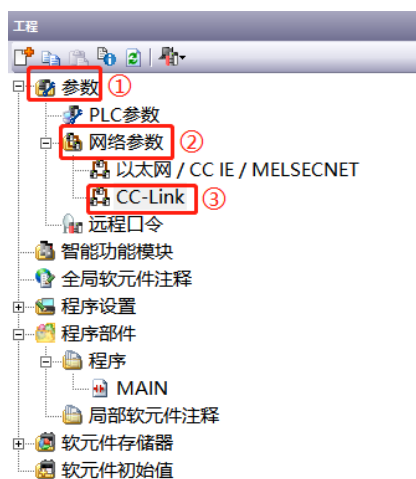 工程
参数 ①
PLC参数
网络参数 ②
以太网 / CC IE / MELSECNET
CC-Link ③
远程口令
智能功能模块
全局软元件注释
程序设置
程序部件
程序
MAIN
局部软元件注释
软元件存储器
软元件初始值